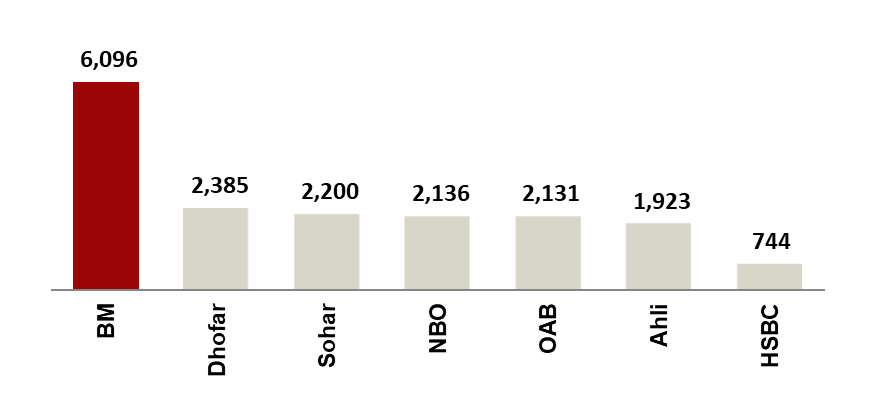 6,096
2,385
2,200
2,136
2,131
1,923
744
BM
Dhofar
Sohar
NBO
OAB
Ahli
HSBC